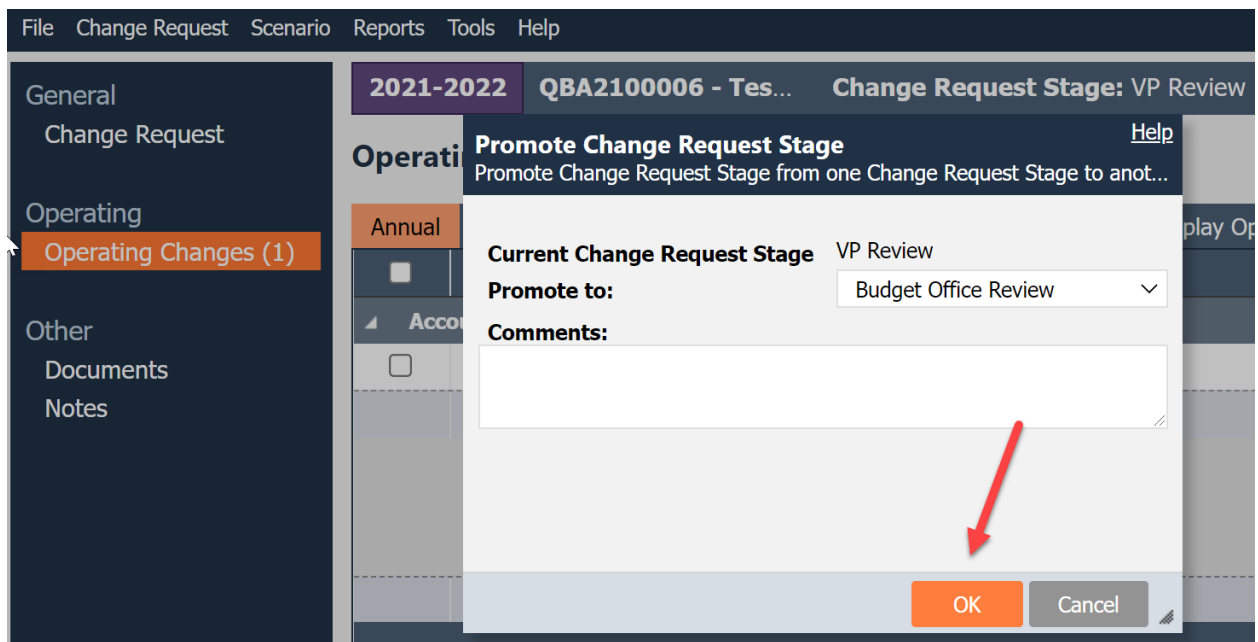 File Change Request Scenario Reports Tools Help
General
Change Request
Operating
Operating Changes (1)
Other
Documents
Notes
2021-2022 QBA2100006 - Tes... Change Request Stage: VP Review
Operati
Annual
play Op
Accou
Help
Promote Change Request Stage
Promote Change Request Stage from one Change Request Stage to anot...
Current Change Request Stage VP Review
Promote to: Budget Office Review
Comments:
OK Cancel